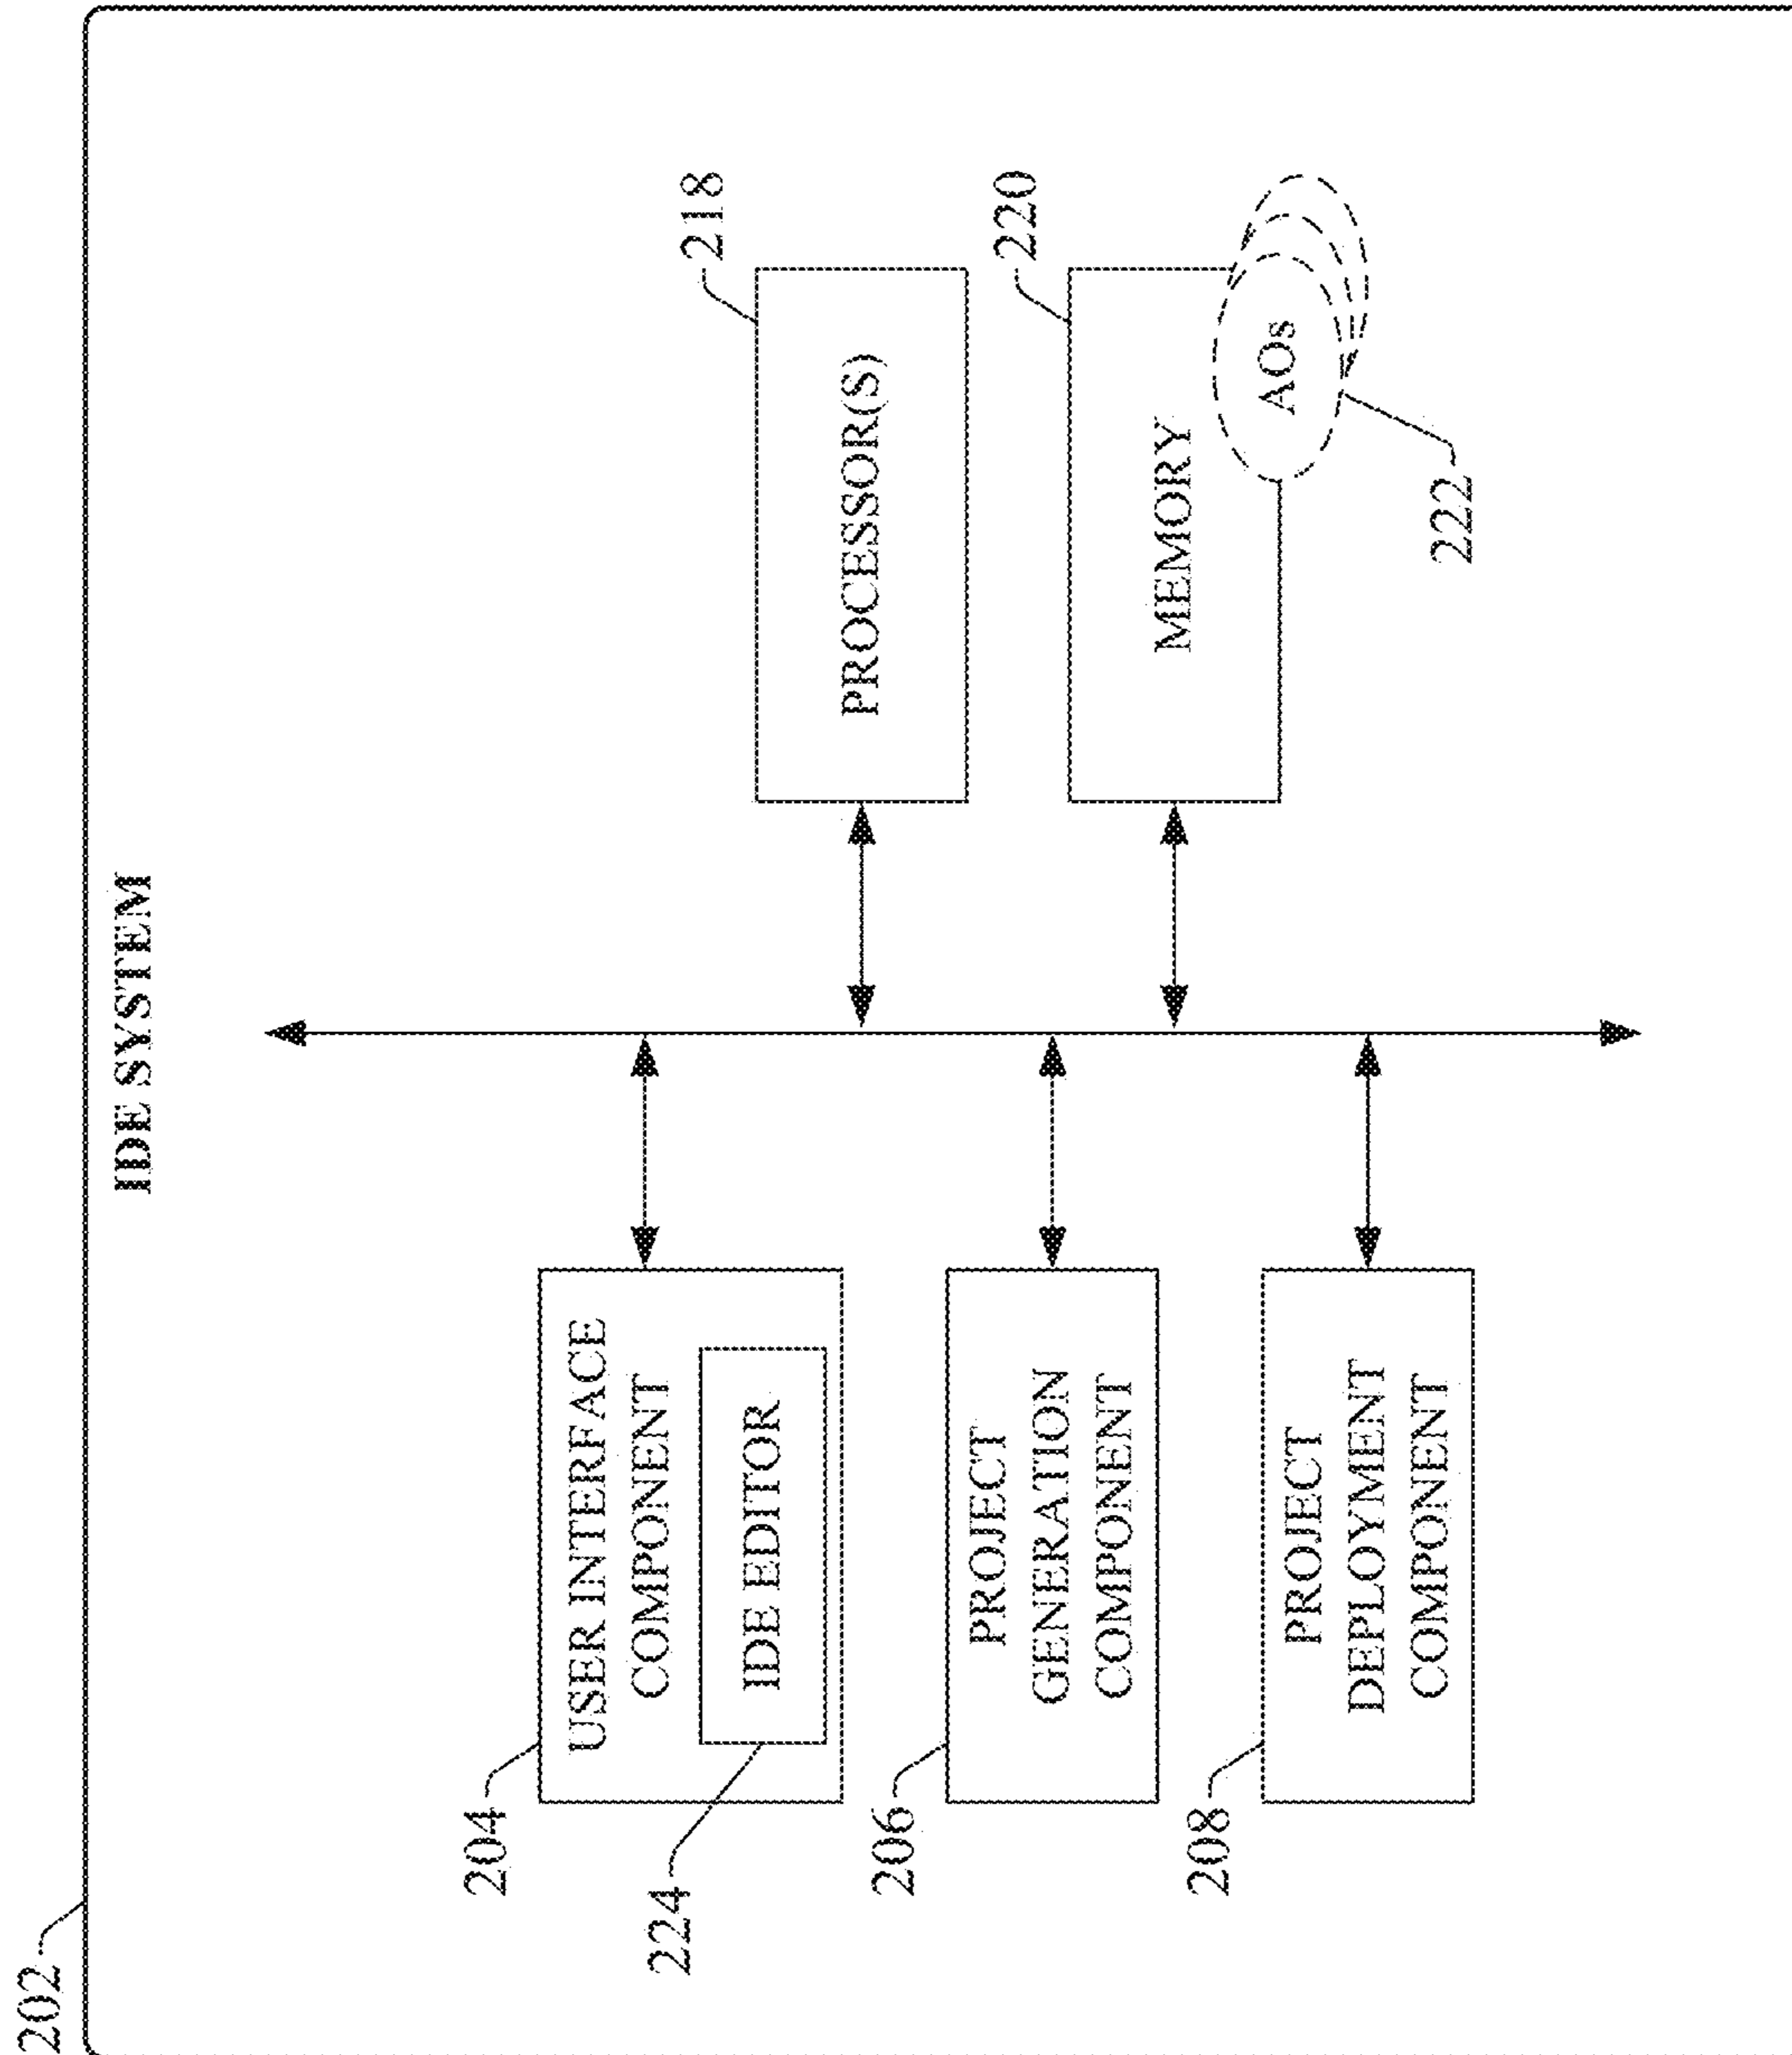 202
IDE SYSTEM
204
USER INTERFACE
COMPONENT
224
IDE EDITOR
206
PROJECT
GENERATION
COMPONENT
208
PROJECT
DEPLOYMENT
COMPONENT
218
PROCESSOR(S)
220
MEMORY
AOs
222